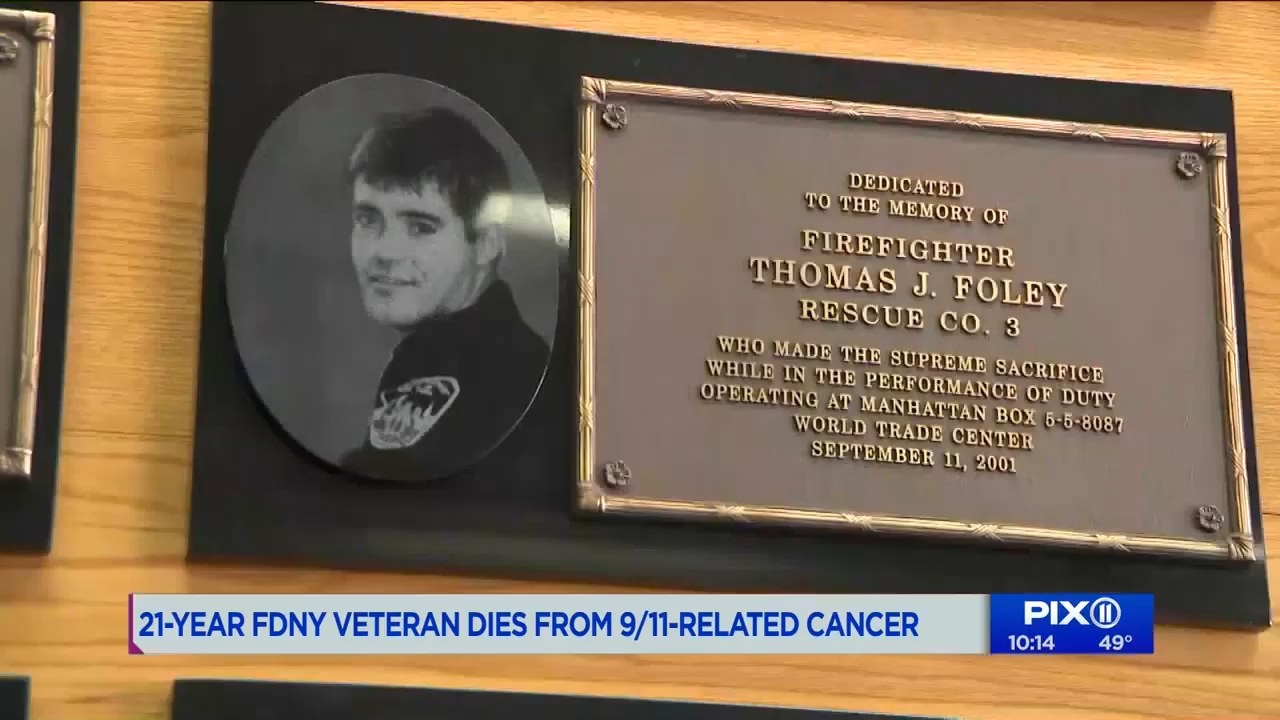 DEDICATED
TO THE MEMORY OF
FIREFIGHTER
THOMAS J. FOLEY
RESCUE CO. 3
WHO MADE THE SUPREME SACRIFICE
WHILE IN THE PERFORMANCE OF DUTY
OPERATING AT MANHATTAN BOX 5-5-8087
WORLD TRADE CENTER
SEPTEMBER 11, 2001
21-YEAR FDNY VETERAN DIES FROM 9/11-RELATED CANCER
PIX11
10:14 49°